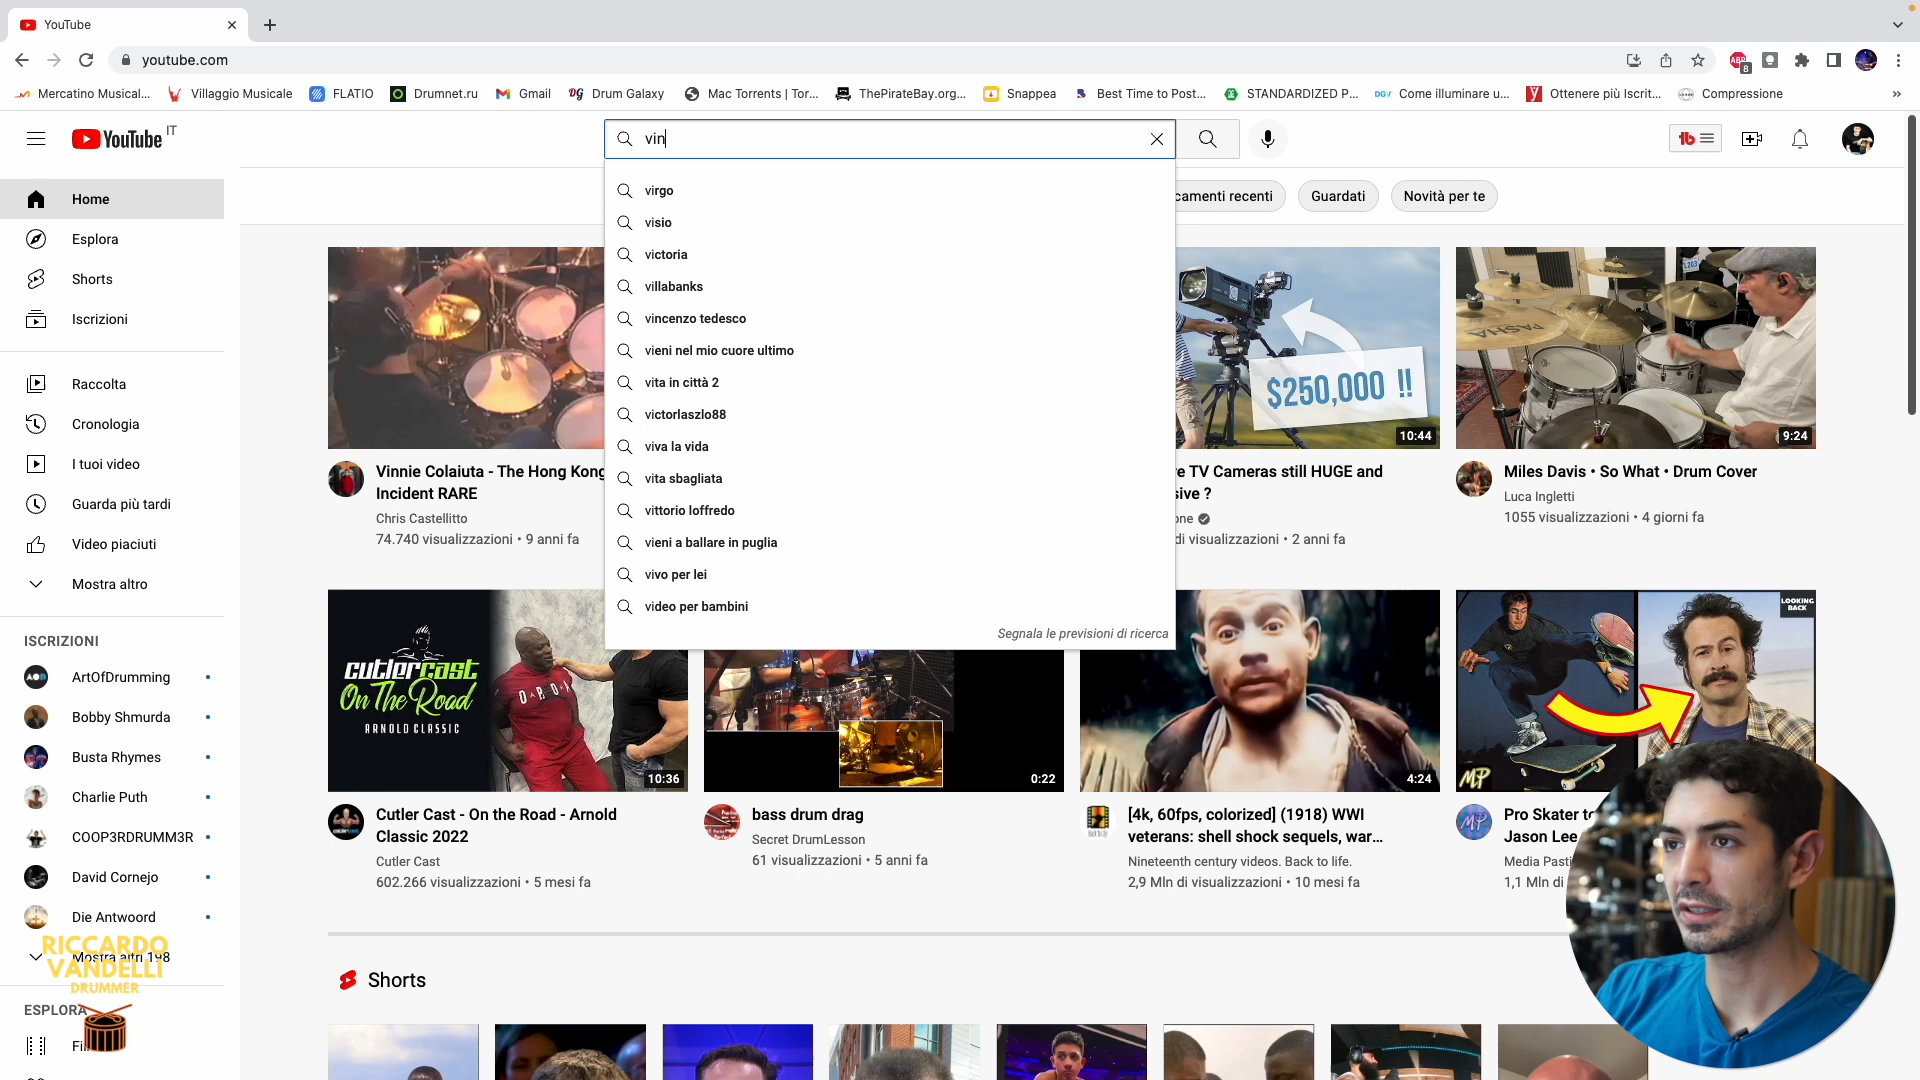 YouTube
youtube.com
Mercatino Musical...
Villaggio Musicale
FLATIO
Drumnet.ru
Gmail
Drum Galaxy
Mac Torrents | Tor...
ThePirateBay.org...
Snappea
Best Time to Post...
STANDARDIZED P...
Come illuminare u...
Ottenere più Iscrit...
Compressione
»
YouTube IT
vin
Home
Esplora
Shorts
Iscrizioni
Raccolta
Cronologia
I tuoi video
Guarda più tardi
Video piaciuti
Mostra altro
ISCRIZIONI
ArtOfDrumming
Bobby Shmurda
Busta Rhymes
Charlie Puth
COOP3RDRUMM3R
David Cornejo
Die Antwoord
Mostra altri 198
RICCARDO
VANDELLI
DRUMMER
ESPLORA
virgo
visio
victoria
villabanks
vincenzo tedesco
vieni nel mio cuore ultimo
vita in città 2
victorlaszlo88
viva la vida
vita sbagliata
vittorio loffredo
vieni a ballare in puglia
vivo per lei
video per bambini
Segnala le previsioni di ricerca
camenti recenti
Guardati
Novità per te
Vinnie Colaiuta - The Hong Kong
Incident RARE
Chris Castellitto
74.740 visualizzazioni • 9 anni fa
$250,000 !!
10:44
TV Cameras still HUGE and
sive ?
one
di visualizzazioni • 2 anni fa
L203
PASHA
9:24
Miles Davis • So What • Drum Cover
Luca Ingletti
1055 visualizzazioni • 4 giorni fa
cutlercast
On The Road
ARNOLD CLASSIC
10:36
Cutler Cast - On the Road - Arnold
Classic 2022
Cutler Cast
602.266 visualizzazioni • 5 mesi fa
0:22
bass drum drag
Secret DrumLesson
61 visualizzazioni • 5 anni fa
4:24
[4k, 60fps, colorized] (1918) WWI
veterans: shell shock sequels, war...
Nineteenth century videos. Back to life.
2,9 Mln di visualizzazioni • 10 mesi fa
LOOKING
BACK
MP
Pro Skater to
Jason Lee
Media Pasti
1,1 Mln di
Shorts